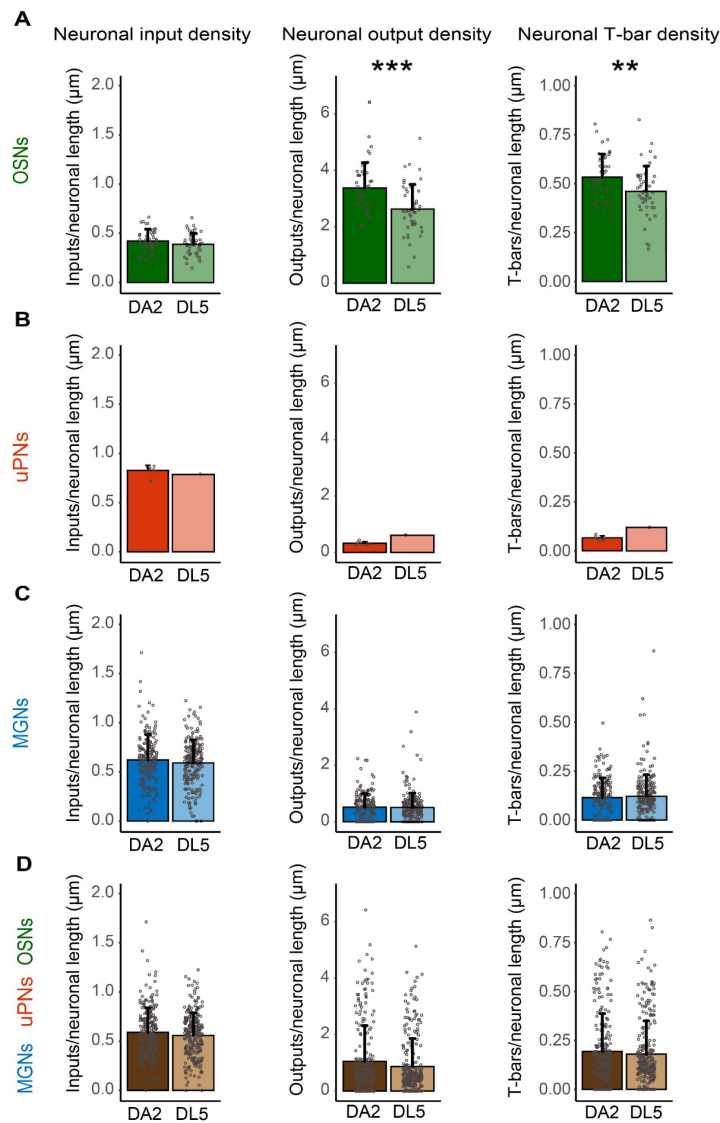 A
Neuronal input density
Neuronal output density
Neuronal T-bar density
***
**
OSNs
Inputs/neuronal length (µm)
2.0
1.5
1.0
0.5
0.0
DA2 DL5
Outputs/neuronal length (µm)
6
4
2
0
DA2 DL5
T-bars/neuronal length (µm)
1.00
0.75
0.50
0.25
0.00
DA2 DL5
B
uPNs
Inputs/neuronal length (µm)
2.0
1.5
1.0
0.5
0.0
DA2 DL5
Outputs/neuronal length (µm)
6
4
2
0
DA2 DL5
T-bars/neuronal length (µm)
1.00
0.75
0.50
0.25
0.00
DA2 DL5
C
MGNs
Inputs/neuronal length (µm)
2.0
1.5
1.0
0.5
0.0
DA2 DL5
Outputs/neuronal length (µm)
6
4
2
0
DA2 DL5
T-bars/neuronal length (µm)
1.00
0.75
0.50
0.25
0.00
DA2 DL5
D
MGNs uPNs OSNs
Inputs/neuronal length (µm)
2.0
1.5
1.0
0.5
0.0
DA2 DL5
Outputs/neuronal length (µm)
6
4
2
0
DA2 DL5
T-bars/neuronal length (µm)
1.00
0.75
0.50
0.25
0.00
DA2 DL5